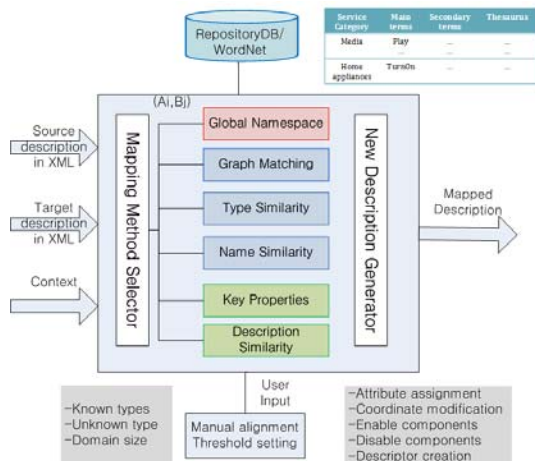 RepositoryDB/
WordNet
Service Category Main terms Secondary terms Thesaurus
Media Play ... ...
...
Home appliances TurnOn ... ...
(Ai,Bj)
Source
description
in XML
Target
description
in XML
Context
Mapping Method Selector
Global Namespace
Graph Matching
Type Similarity
Name Similarity
Key Properties
Description
Similarity
New Description Generator
Mapped
Description
User
Input
Manual alignment
Threshold setting
-Known types
-Unknown type
-Domain size
-Attribute assignment
-Coordinate modification
-Enable components
-Disable components
-Descriptor creation